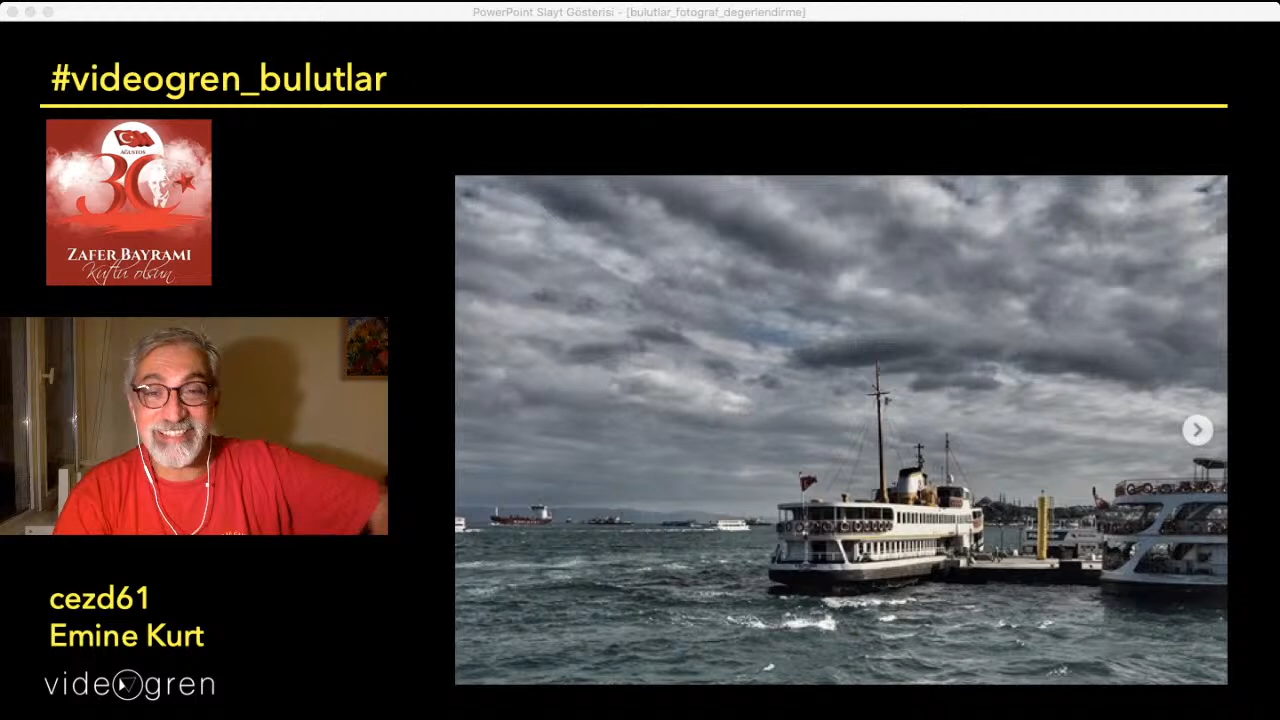 PowerPoint Slayt Gösterisi - [bulutlar_fotograf_degerlendirme]
#videogren_bulutlar
AĞUSTOS
30
ZAFER BAYRAMI
Kutlu olsun
cezd61
Emine Kurt
videogren